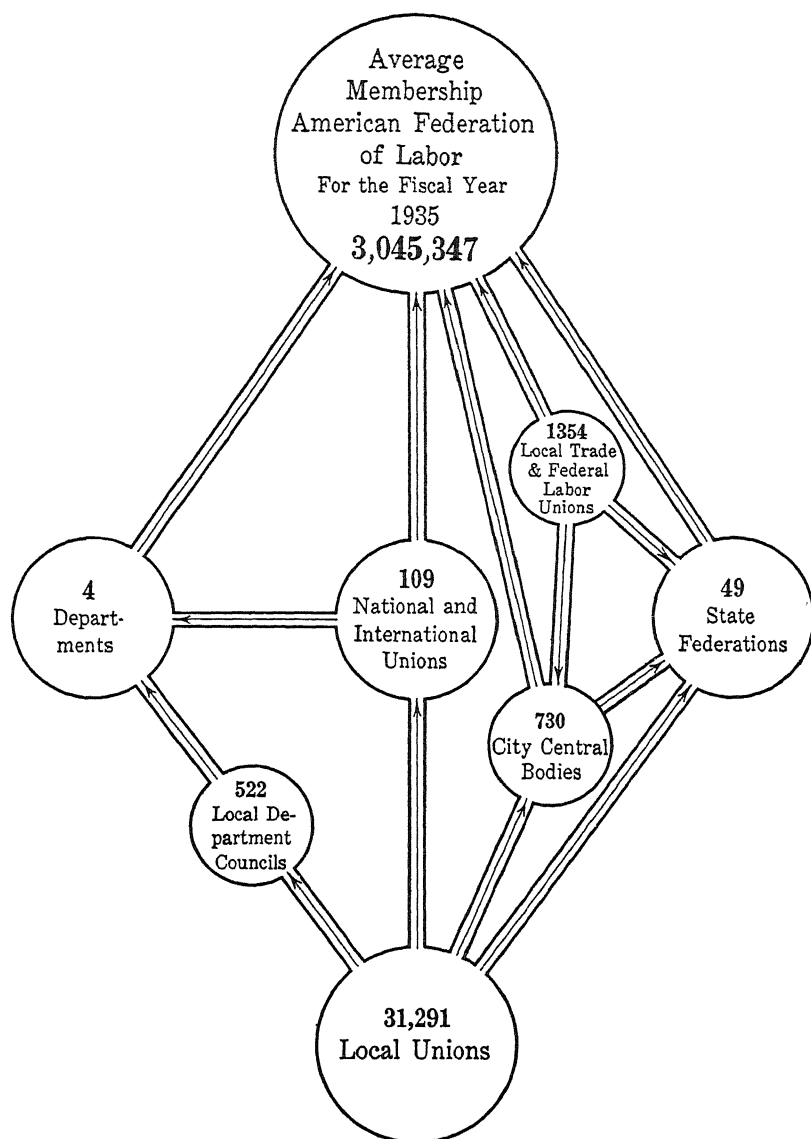 Average
Membership
American Federation
of Labor
For the Fiscal Year
1935
3,045,347
1354
Local Trade
& Federal
Labor
Unions
4
Depart-
ments
109
National and
International
Unions
49
State
Federations
730
City Central
Bodies
522
Local De-
partment
Councils
31,291
Local Unions